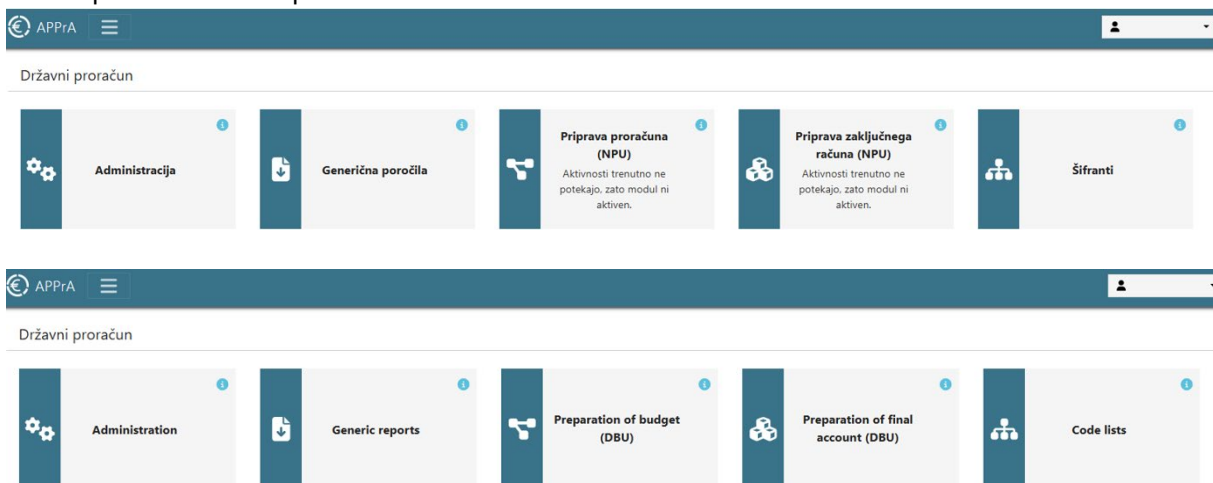 APPrA
Državni proračun
Administracija
Generična poročila
Priprava proračuna
(NPU)
Aktivnosti trenutno ne
potekajo, zato modul ni
aktiven.
Priprava zaključnega
računa (NPU)
Aktivnosti trenutno ne
potekajo, zato modul ni
aktiven.
Šifranti
APPrA
Državni proračun
Administration
Generic reports
Preparation of budget
(DBU)
Preparation of final
account (DBU)
Code lists